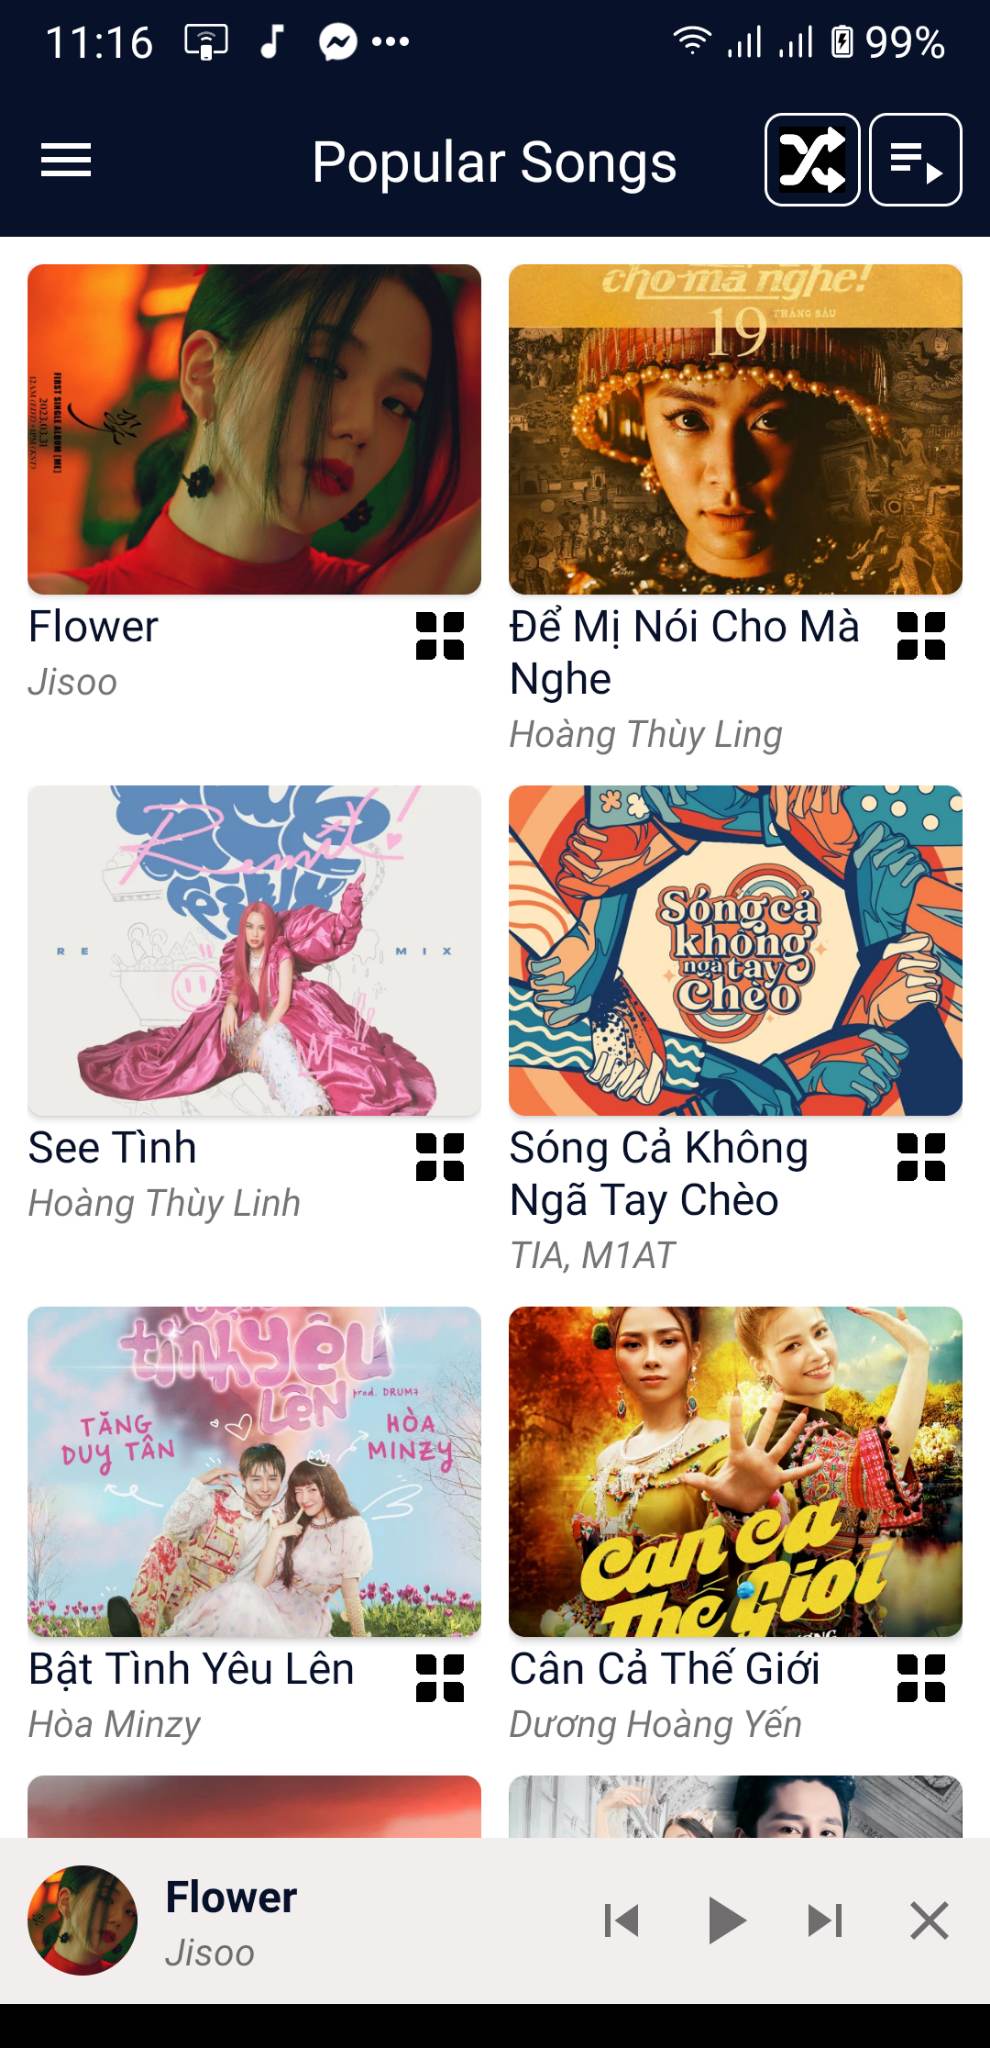 11:16
99%
Popular Songs
FIRST SINGLE ALBUM [ME]
2023.03.31
cho mà nghe!
19 THÁNG SÁU
Flower
Jisoo
Để Mị Nói Cho Mà
Nghe
Hoàng Thùy Ling
Remix!
RE MIX
Sóng cả
không
ngã tay
chèo
See Tình
Hoàng Thùy Linh
Sóng Cả Không
Ngã Tay Chèo
TIA, M1AT
tình yêu
LÊN
prod. DRUM7
TĂNG
DUY TÂN
HÒA
MINZY
Cân Cả
Thế Giới
Bật Tình Yêu Lên
Hòa Minzy
Cân Cả Thế Giới
Dương Hoàng Yến
Flower
Jisoo